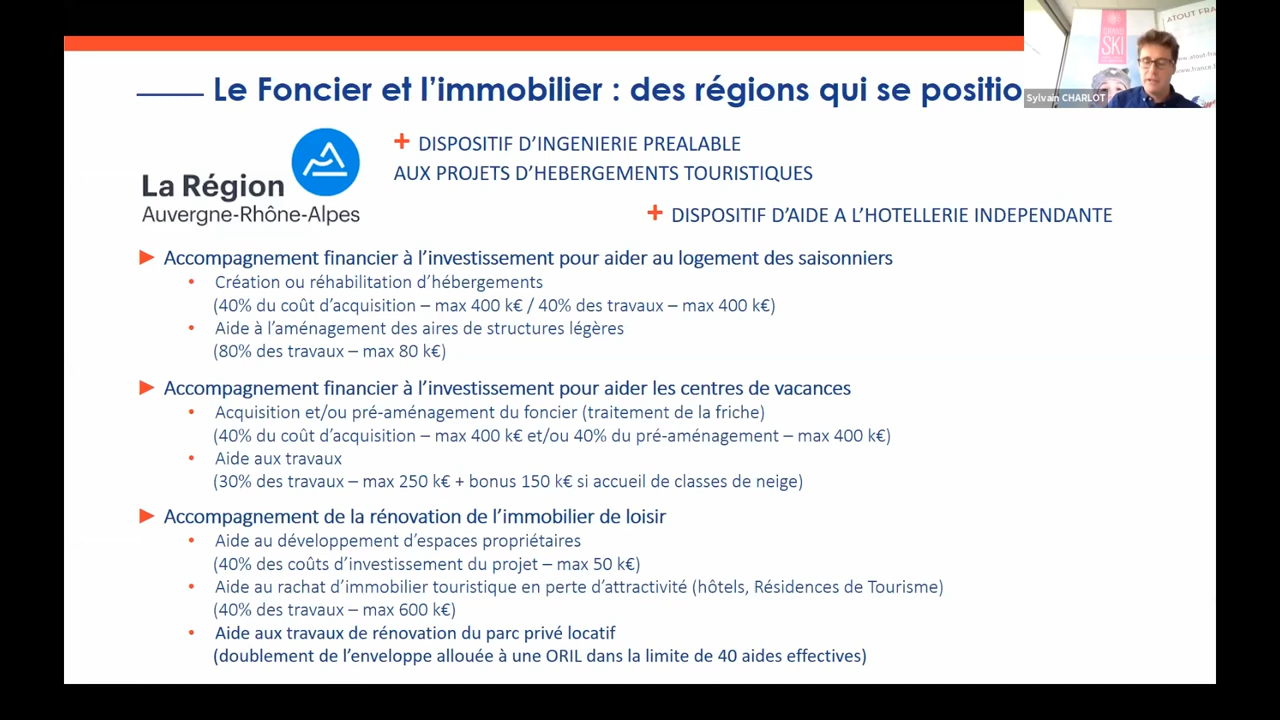 Le Foncier et l’immobilier : des régions qui se positio
SKI
ATOUT FRA
www.france.f
Sylvain CHARLOT
La Région
Auvergne-Rhône-Alpes
+ DISPOSITIF D’INGENIERIE PREALABLE
AUX PROJETS D’HEBERGEMENTS TOURISTIQUES
+ DISPOSITIF D’AIDE A L’HOTELLERIE INDEPENDANTE
► Accompagnement financier à l’investissement pour aider au logement des saisonniers
• Création ou réhabilitation d’hébergements
(40% du coût d’acquisition – max 400 k€ / 40% des travaux – max 400 k€)
• Aide à l’aménagement des aires de structures légères
(80% des travaux – max 80 k€)
► Accompagnement financier à l’investissement pour aider les centres de vacances
• Acquisition et/ou pré-aménagement du foncier (traitement de la friche)
(40% du coût d’acquisition – max 400 k€ et/ou 40% du pré-aménagement – max 400 k€)
• Aide aux travaux
(30% des travaux – max 250 k€ + bonus 150 k€ si accueil de classes de neige)
► Accompagnement de la rénovation de l’immobilier de loisir
• Aide au développement d’espaces propriétaires
(40% des coûts d’investissement du projet – max 50 k€)
• Aide au rachat d’immobilier touristique en perte d’attractivité (hôtels, Résidences de Tourisme)
(40% des travaux – max 600 k€)
• Aide aux travaux de rénovation du parc privé locatif
(doublement de l’enveloppe allouée à une ORIL dans la limite de 40 aides effectives)